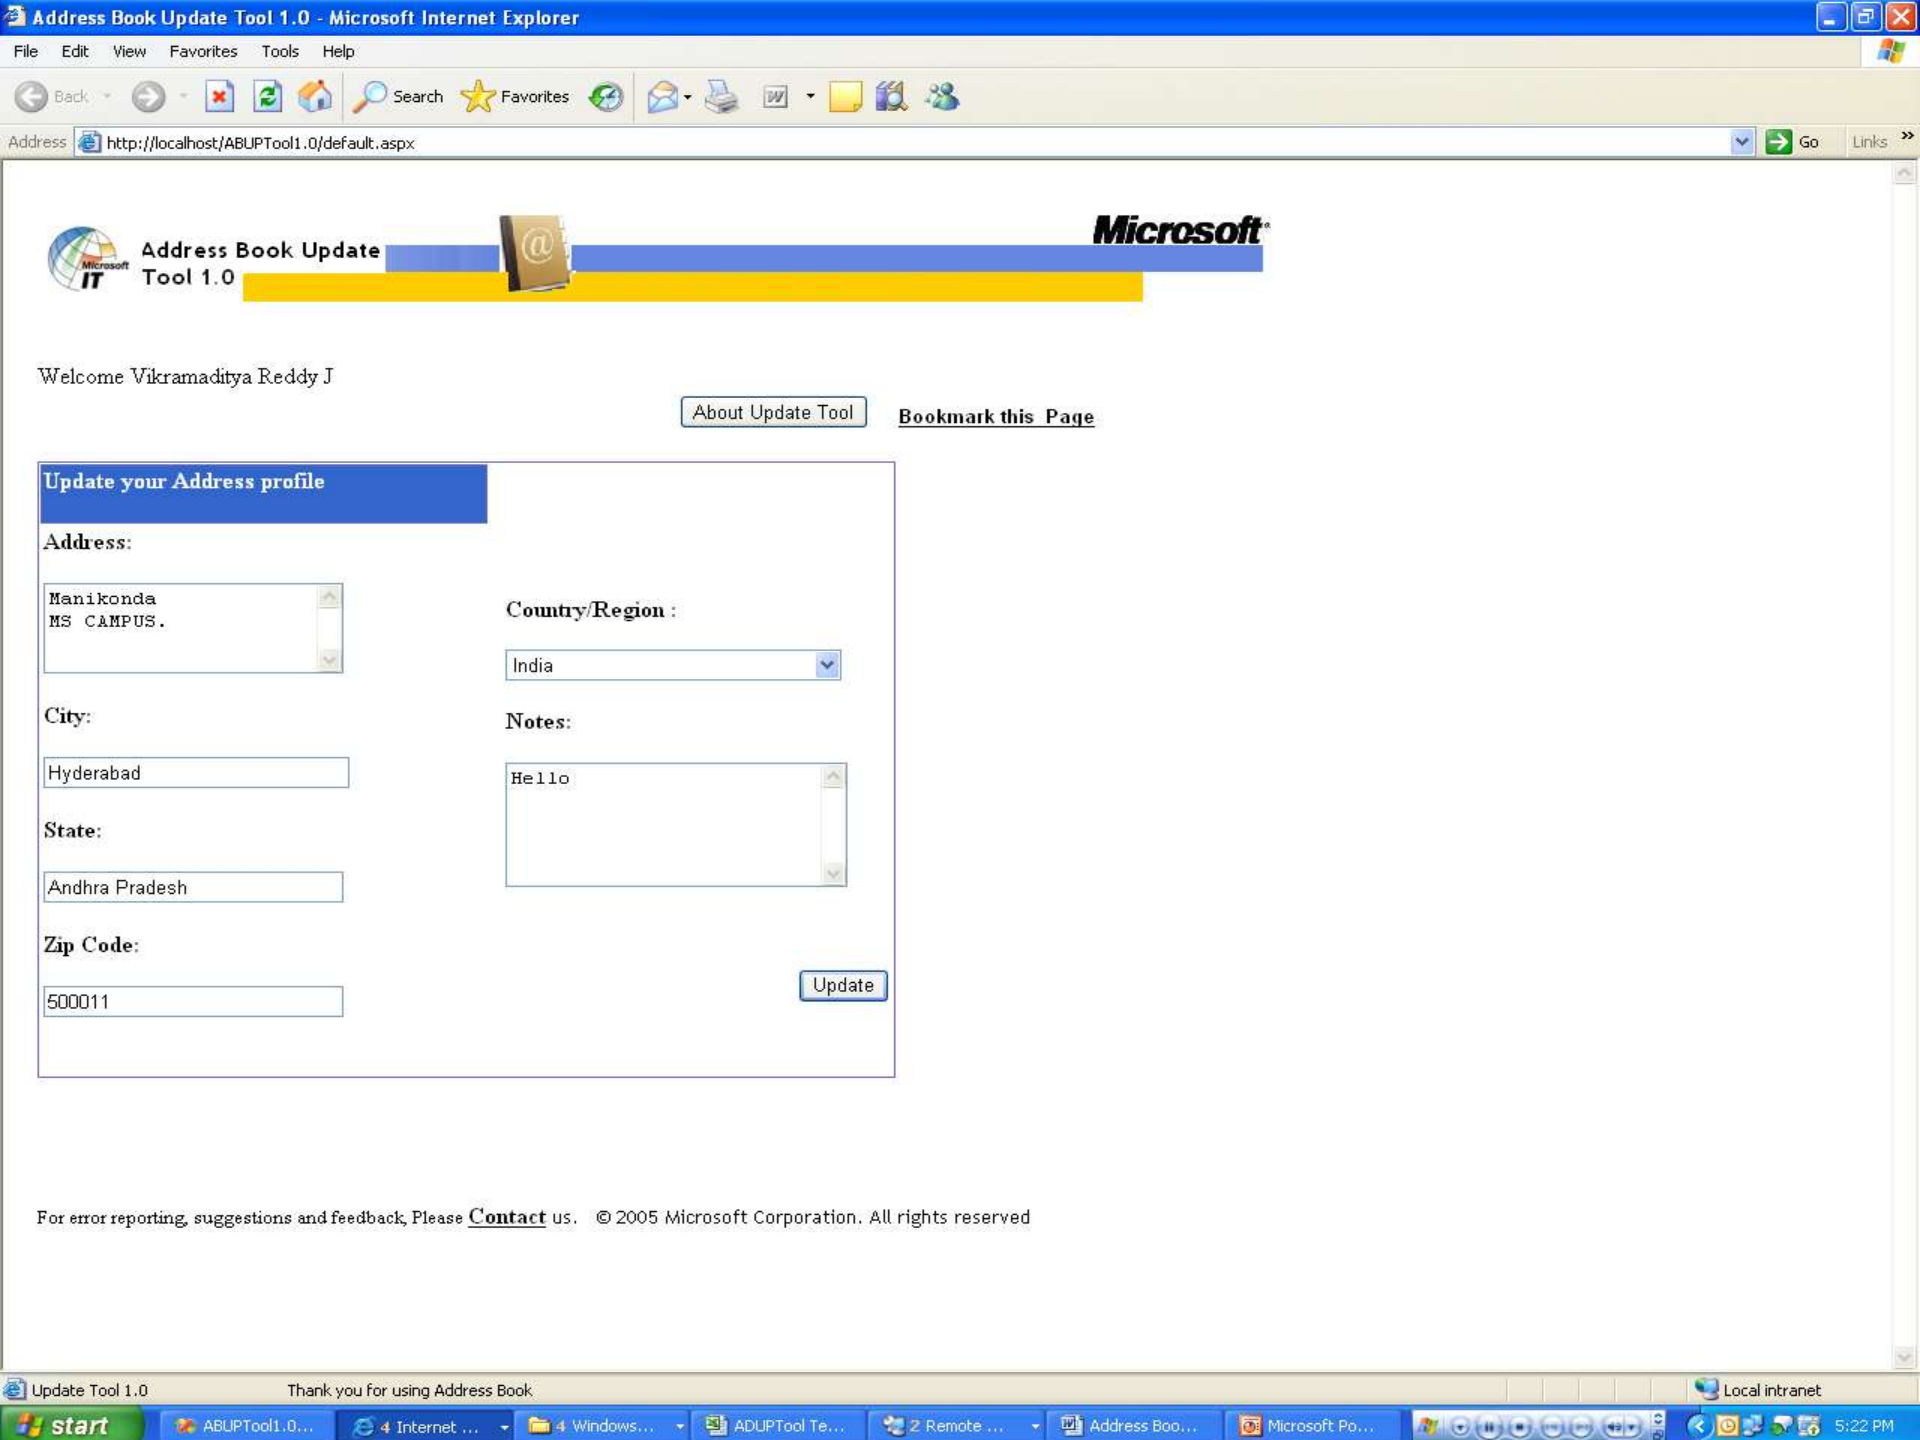 Address Book Update Tool 1.0 - Microsoft Internet Explorer
File Edit View Favorites Tools Help
Back Search Favorites
Address http://localhost/ABUPTool1.0/default.aspx Go Links »
Microsoft
Microsoft IT Address Book Update
Tool 1.0
Welcome Vikramaditya Reddy J
About Update Tool Bookmark this Page
Update your Address profile
Address:
Manikonda
MS CAMPUS.
Country/Region :
India
City:
Notes:
Hyderabad
Hello
State:
Andhra Pradesh
Zip Code:
Update
500011
For error reporting, suggestions and feedback, Please Contact us. © 2005 Microsoft Corporation. All rights reserved
Update Tool 1.0 Thank you for using Address Book Local intranet
start ABUPTool1.0... 4 Internet ... 4 Windows... ADUPTool Te... 2 Remote ... Address Boo... Microsoft Po... 5:22 PM